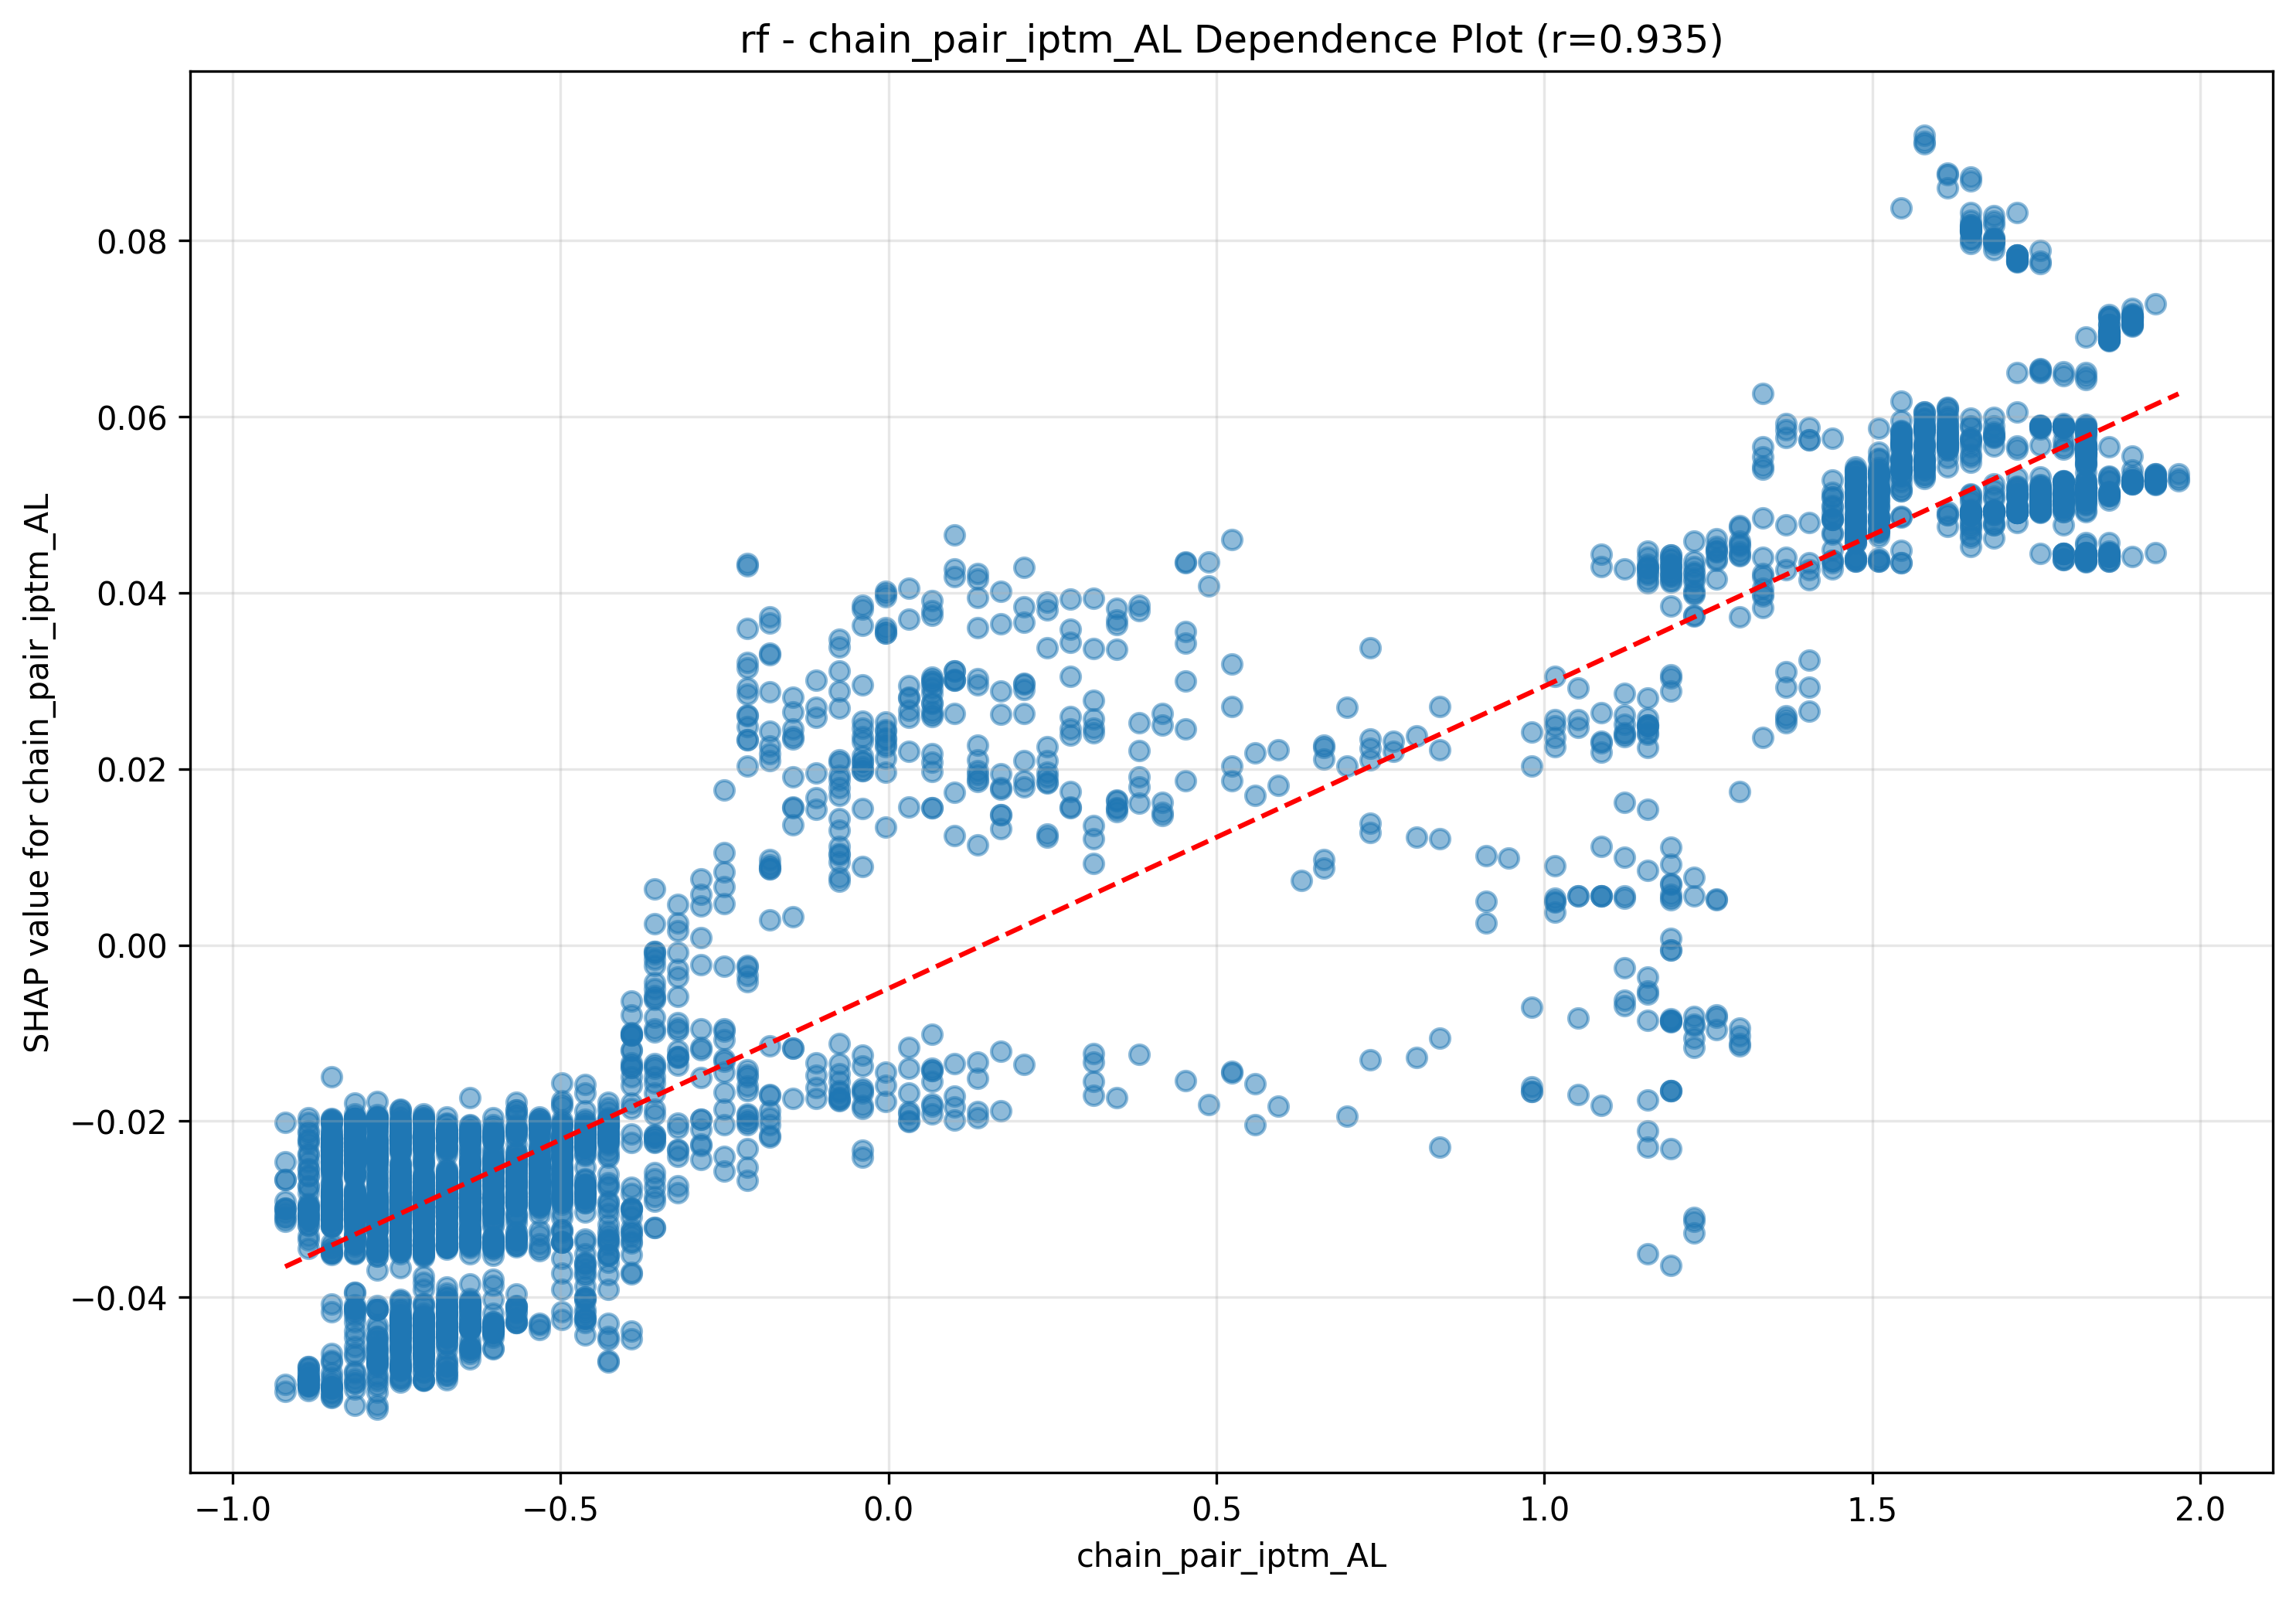 rf - chain_pair_iptm_AL Dependence Plot (r=0.935)
SHAP value for chain_pair_iptm_AL
0.08
0.06
0.04
0.02
0.00
−0.02
−0.04
−1.0 −0.5 0.0 0.5 1.0 1.5 2.0
chain_pair_iptm_AL